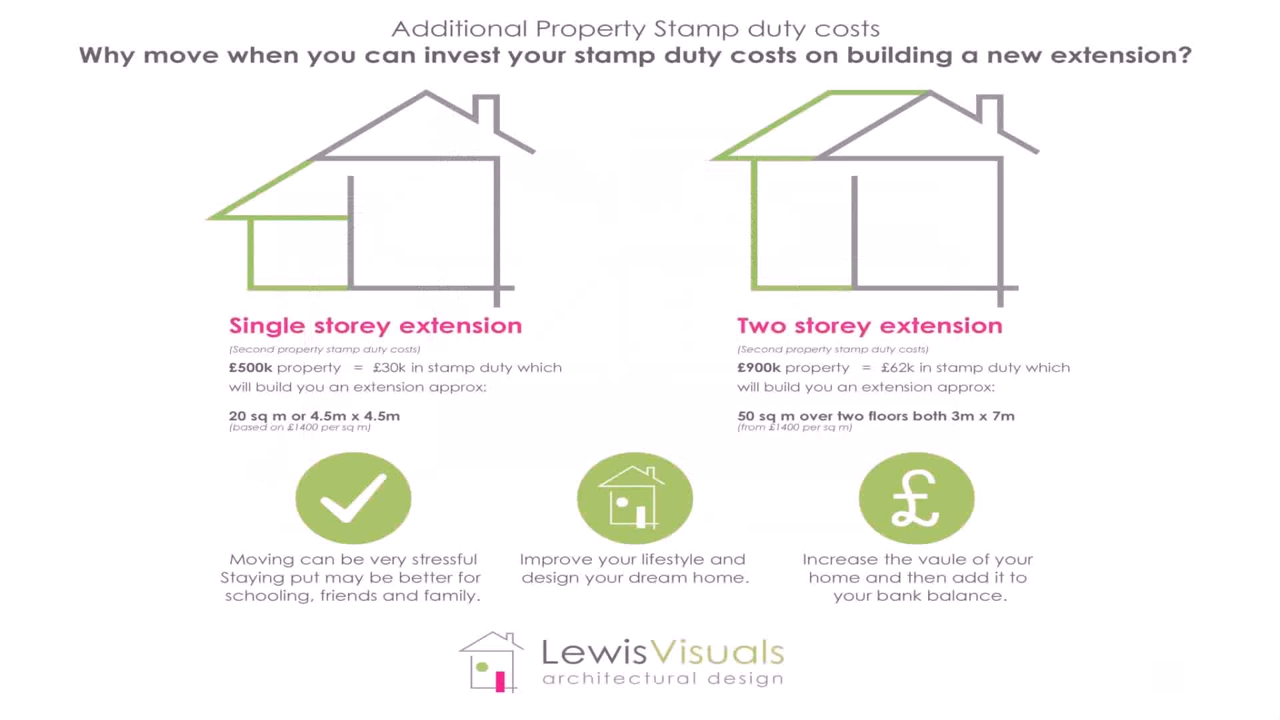 Additional Property Stamp duty costs
Why move when you can invest your stamp duty costs on building a new extension?
Single storey extension
(Second property stamp duty costs)
£500k property = £30k in stamp duty which
will build you an extension approx:
20 sq m or 4.5m x 4.5m
(based on £1400 per sq m)
Two storey extension
(Second property stamp duty costs)
£900k property = £62k in stamp duty which
will build you an extension approx:
50 sq m over two floors both 3m x 7m
(from £1400 per sq m)
Moving can be very stressful
Staying put may be better for
schooling, friends and family.
Improve your lifestyle and
design your dream home.
£
Increase the vaule of your
home and then add it to
your bank balance.
LewisVisuals
architectural design